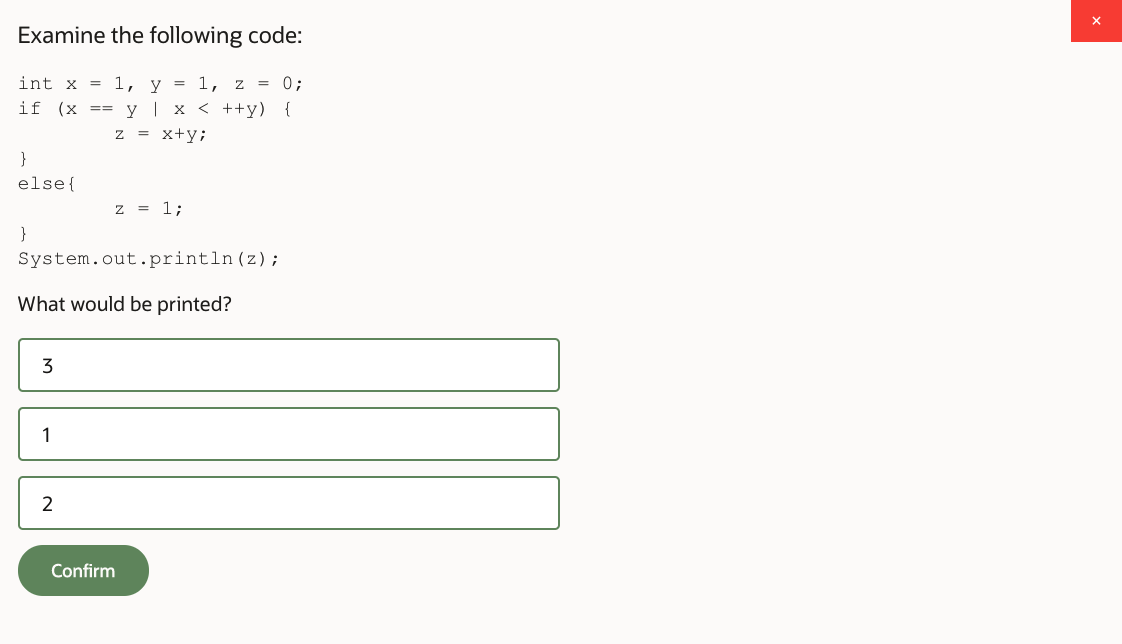 Examine the following code:
int x = 1, y = 1, z = 0;
if (x == y | x < ++y) {
        z = x+y;
}
else{
        z = 1;
}
System.out.println(z);
What would be printed?
3
1
2
Confirm